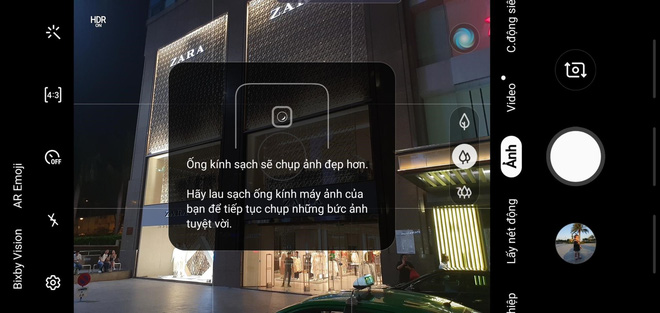 HDR
ON
ZARA
ZARA
4:3
OFF
Bixby Vision
AR Emoji
Ống kính sạch sẽ chụp ảnh đẹp hơn.
Hãy lau sạch ống kính máy ảnh của
bạn để tiếp tục chụp những bức ảnh
tuyệt vời.
C.động siê
Video
Ảnh
Lấy nét động
hiệp